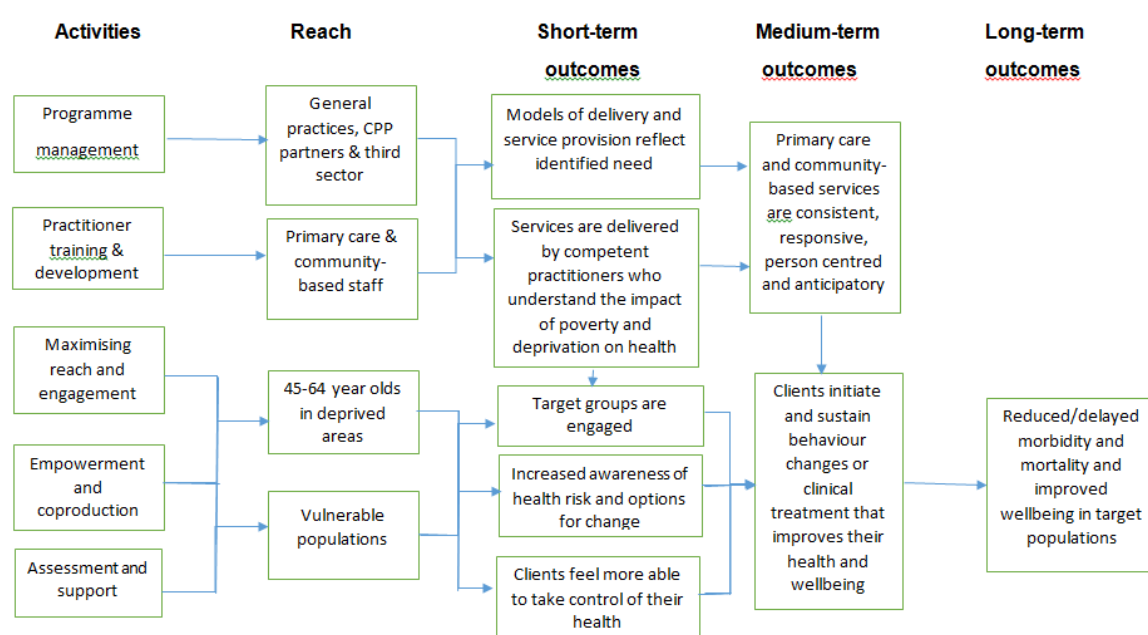 Activities
Reach
Short-term
outcomes
Medium-term
outcomes
Long-term
outcomes
Programme
management
Practitioner
training &
development
Maximising
reach and
engagement
Empowerment
and
coproduction
Assessment and
support
General
practices, CPP
partners & third
sector
Primary care &
community-
based staff
45-64 year olds
in deprived
areas
Vulnerable
populations
Models of delivery and
service provision reflect
identified need
Services are delivered
by competent
practitioners who
understand the impact
of poverty and
deprivation on health
Target groups are
engaged
Increased awareness of
health risk and options
for change
Clients feel more able
to take control of their
health
Primary care
and community-
based services
are consistent,
responsive,
person centred
and anticipatory
Clients initiate
and sustain
behaviour
changes or
clinical
treatment that
improves their
health and
wellbeing
Reduced/delayed
morbidity and
mortality and
improved
wellbeing in target
populations